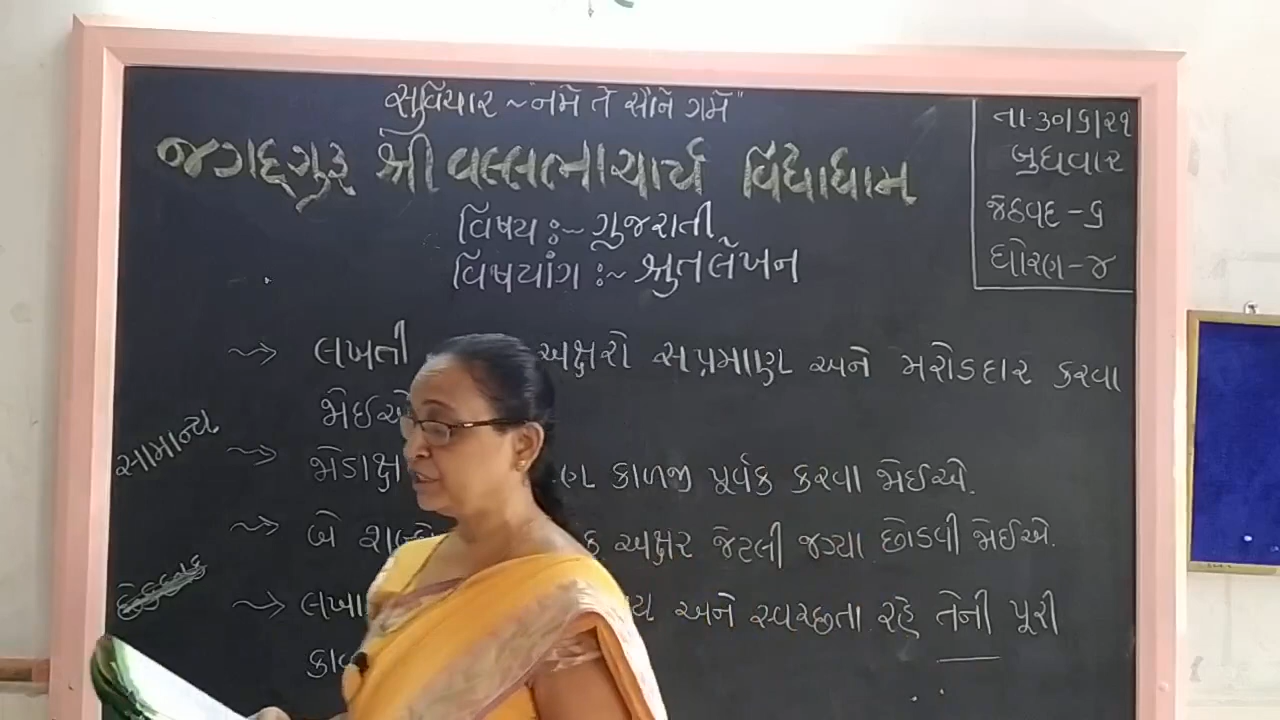 સુવિચાર ~ "નમે તે સૌને ગમે"
જગદ્ગુરૂ શ્રી વલ્લભાચાર્ય વિદ્યાધામ
વિષય :~ ગુજરાતી
વિષયાંગ :~ શ્રુતલેખન
તા-૩૦/૬/૨૧
બુધવાર
જેઠવદ - ૬
ધોરણ - ૪
લખતી અક્ષરો સપ્રમાણ અને મરોડદાર કરવા
જોઈએ
સામાન્ય
જોડાક્ષ ણ કાળજી પૂર્વક કરવા જોઈએ.
બે શબ્દો ક અક્ષર જેટલી જગ્યા છોડવી જોઈએ.
લખા ય અને સ્વચ્છતા રહે તેની પૂરી
કા